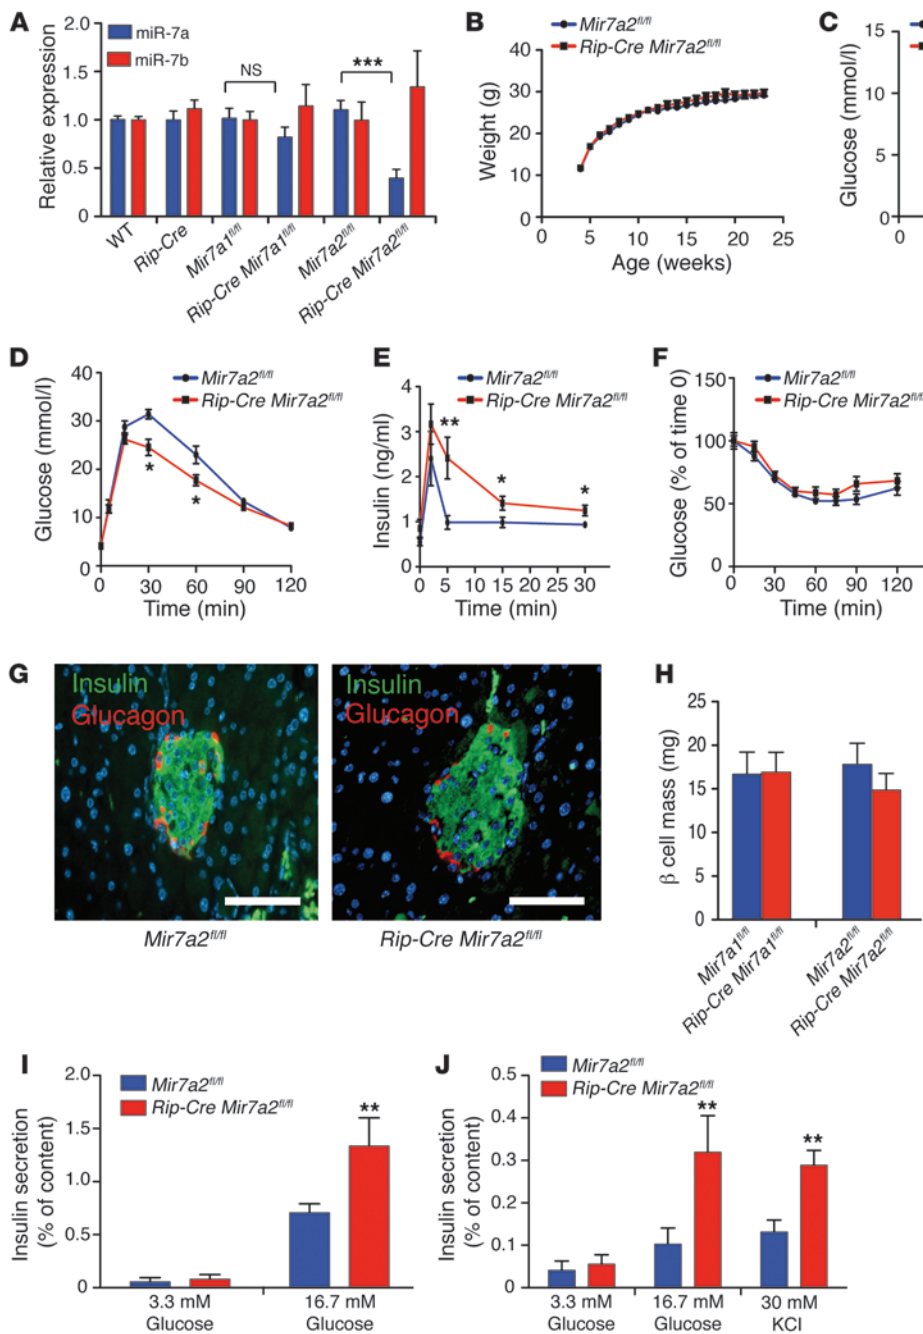 A
miR-7a
miR-7b
Relative expression
2.0
1.5
1.0
0.5
0
NS
***
WT
Rip-Cre
Mir7a1fl/fl
Rip-Cre Mir7a1fl/fl
Mir7a2fl/fl
Rip-Cre Mir7a2fl/fl
B
Mir7a2fl/fl
Rip-Cre Mir7a2fl/fl
Weight (g)
40
30
20
10
0
0 5 10 15 20 25
Age (weeks)
C
Glucose (mmol/l)
15
10
5
0
0
D
Mir7a2fl/fl
Rip-Cre Mir7a2fl/fl
Glucose (mmol/l)
40
30
20
10
0
*
*
0 30 60 90 120
Time (min)
E
Mir7a2fl/fl
Rip-Cre Mir7a2fl/fl
Insulin (ng/ml)
4
3
2
1
0
**
*
*
0 5 10 15 25 30
Time (min)
F
Mir7a2fl/fl
Rip-Cre Mir7a2fl/fl
Glucose (% of time 0)
150
100
50
0
0 30 60 90 120
Time (min)
G
Insulin
Glucagon
Mir7a2fl/fl
Insulin
Glucagon
Rip-Cre Mir7a2fl/fl
H
β cell mass (mg)
25
20
15
10
5
0
Mir7a1fl/fl
Rip-Cre Mir7a1fl/fl
Mir7a2fl/fl
Rip-Cre Mir7a2fl/fl
I
Mir7a2fl/fl
Rip-Cre Mir7a2fl/fl
Insulin secretion
(% of content)
2.0
1.5
1.0
0.5
0
**
3.3 mM
Glucose
16.7 mM
Glucose
J
Mir7a2fl/fl
Rip-Cre Mir7a2fl/fl
Insulin secretion
(% of content)
0.5
0.4
0.3
0.2
0.1
0
**
**
3.3 mM
Glucose
16.7 mM
Glucose
30 mM
KCl